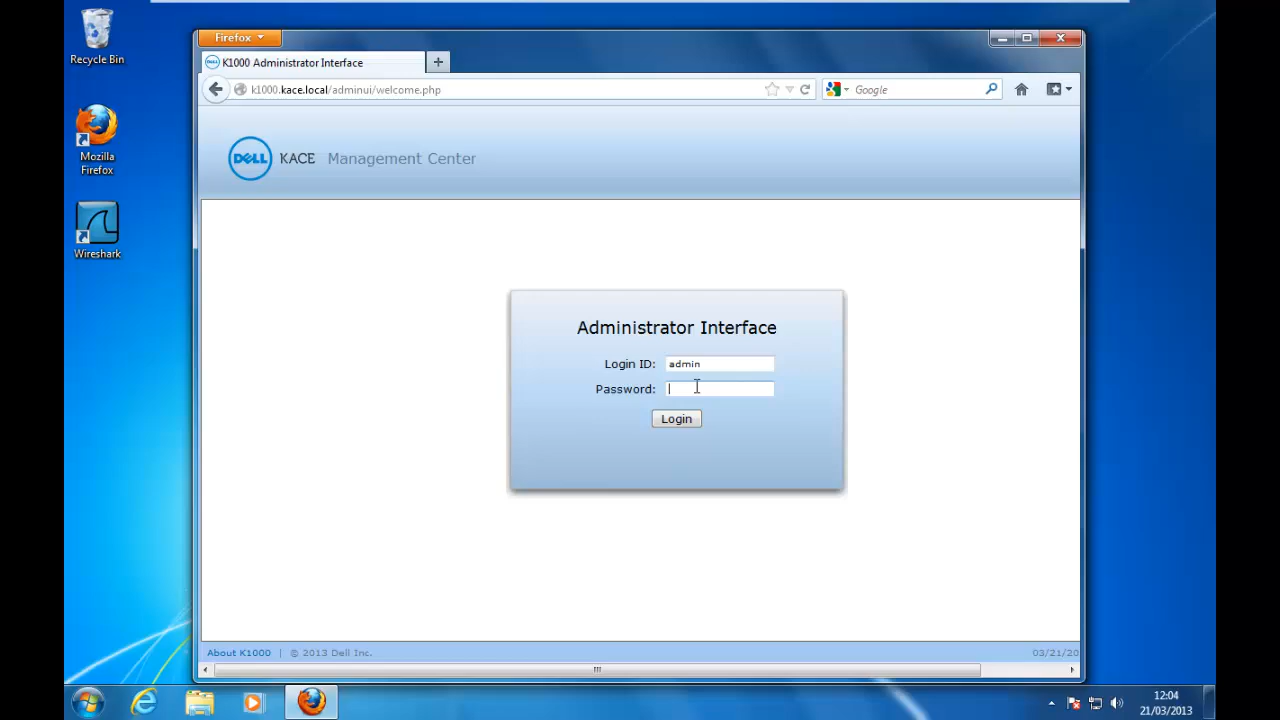 Recycle Bin
Mozilla
Firefox
Wireshark
Firefox
K1000 Administrator Interface
k1000.kace.local/adminui/welcome.php
Google
DELL KACE Management Center
Administrator Interface
Login ID: admin
Password:
Login
About K1000 | © 2013 Dell Inc.
03/21/20
12:04
21/03/2013